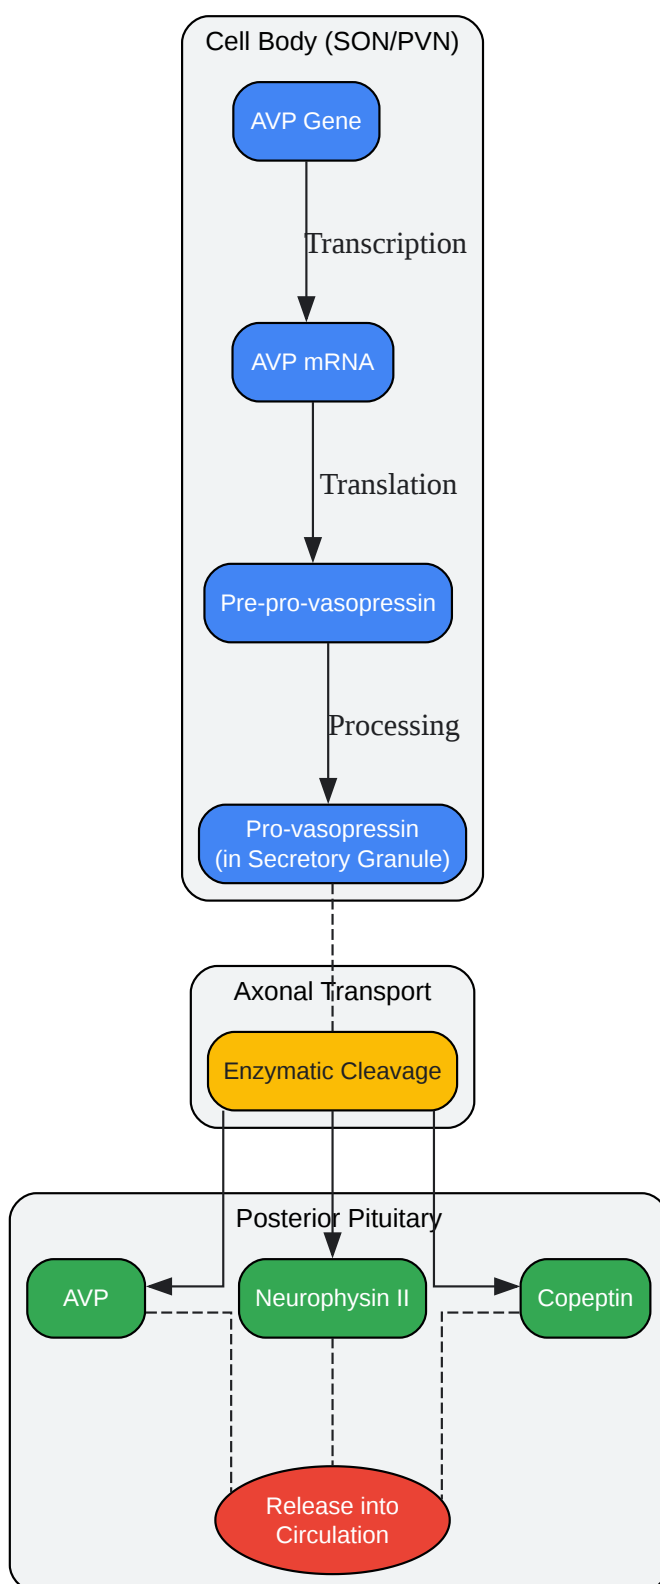 Cell Body (SON/PVN)
AVP Gene
Transcription
AVP mRNA
Translation
Pre-pro-vasopressin
Processing
Pro-vasopressin
(in Secretory Granule)
Axonal Transport
Enzymatic Cleavage
Posterior Pituitary
AVP
Neurophysin II
Copeptin
Release into
Circulation